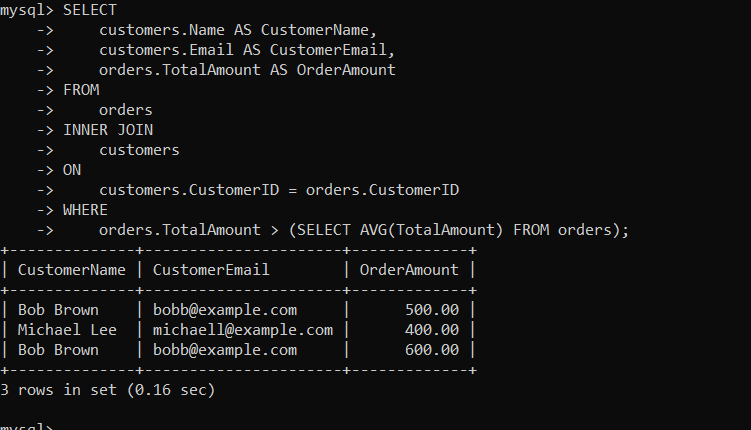 mysql> SELECT
    ->     customers.Name AS CustomerName,
    ->     customers.Email AS CustomerEmail,
    ->     orders.TotalAmount AS OrderAmount
    -> FROM
    ->     orders
    -> INNER JOIN
    ->     customers
    -> ON
    ->     customers.CustomerID = orders.CustomerID
    -> WHERE
    ->     orders.TotalAmount > (SELECT AVG(TotalAmount) FROM orders);
+--------------+----------------------+-------------+
| CustomerName | CustomerEmail        | OrderAmount |
+--------------+----------------------+-------------+
| Bob Brown    | bobb@example.com     |      500.00 |
| Michael Lee  | michaell@example.com |      400.00 |
| Bob Brown    | bobb@example.com     |      600.00 |
+--------------+----------------------+-------------+
3 rows in set (0.16 sec)

mysql>